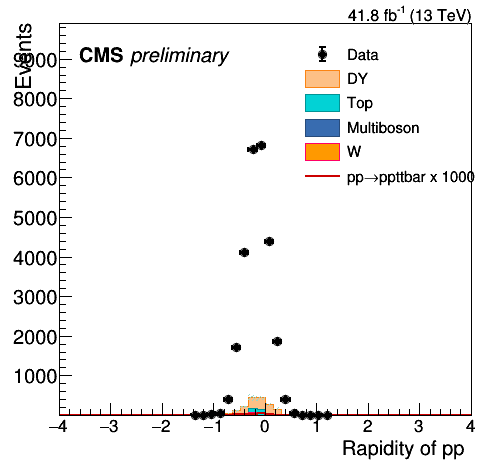 41.8 fb⁻¹ (13 TeV)
Events
CMS preliminary
Data
DY
Top
Multiboson
W
pp→ppttbar x 1000
9000
8000
7000
6000
5000
4000
3000
2000
1000
−4 −3 −2 −1 0 1 2 3 4
Rapidity of pp